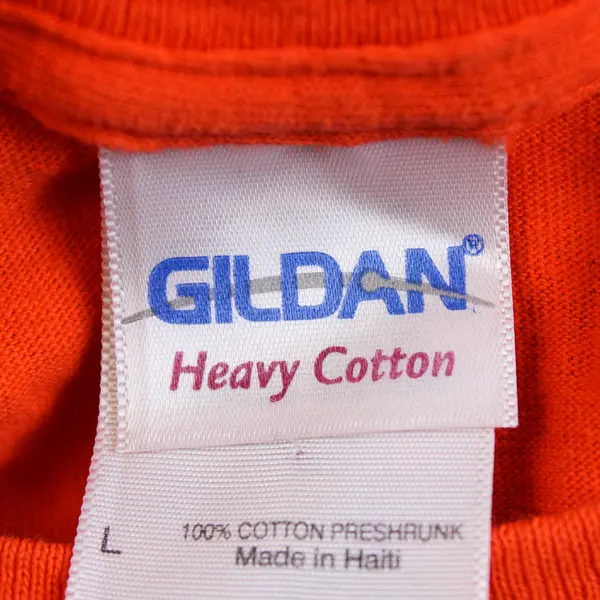 GILDAN®
Heavy Cotton
L
100% COTTON PRESHRUNK
Made in Haiti